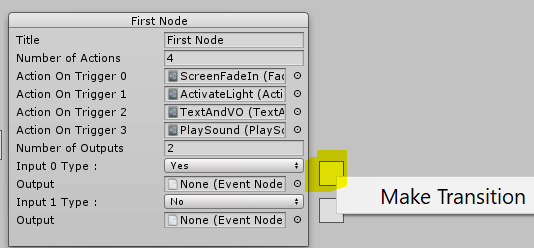 First Node
Title First Node
Number of Actions 4
Action On Trigger 0 ScreenFadeIn (Fac
Action On Trigger 1 ActivateLight (Acti
Action On Trigger 2 TextAndVO (TextA
Action On Trigger 3 PlaySound (PlaySc
Number of Outputs 2
Input 0 Type : Yes
Output None (Event Node
Make Transition
Input 1 Type : No
Output None (Event Node